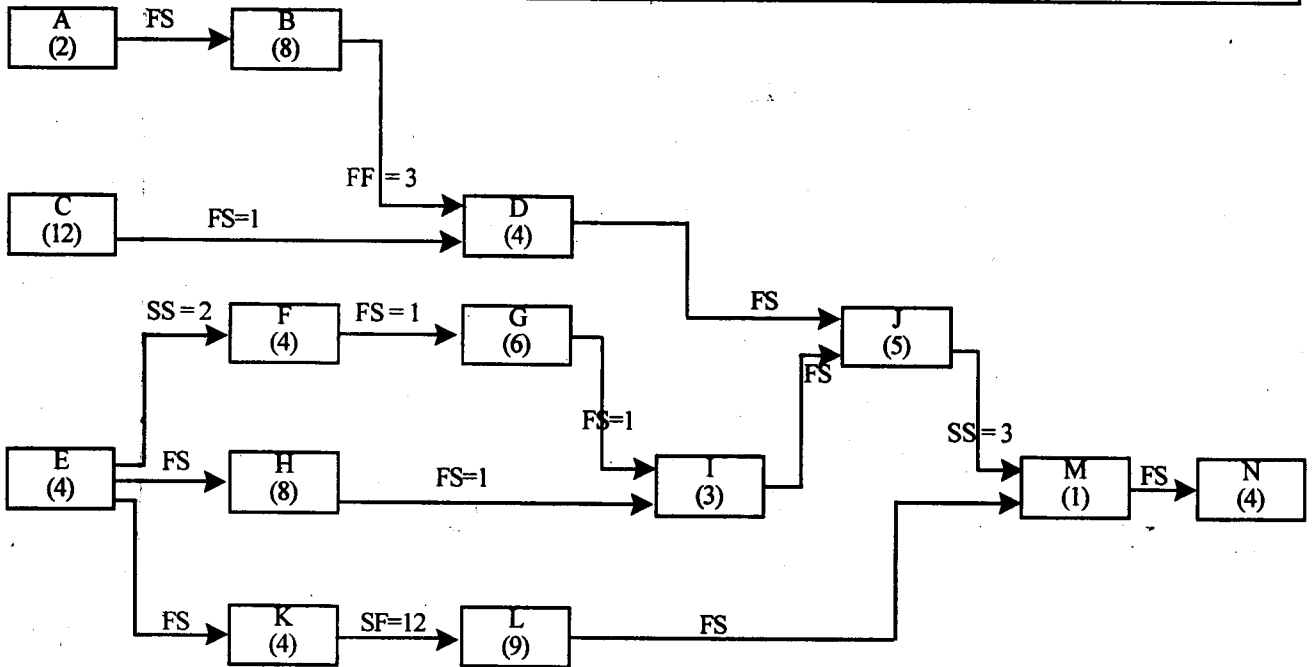 A
(2)
FS
B
(8)
FF = 3
C
(12)
FS=1
D
(4)
SS = 2
F
(4)
FS = 1
G
(6)
FS
J
(5)
FS
FS=1
E
(4)
FS
H
(8)
FS=1
I
(3)
SS = 3
M
(1)
FS
N
(4)
FS
K
(4)
SF=12
L
(9)
FS